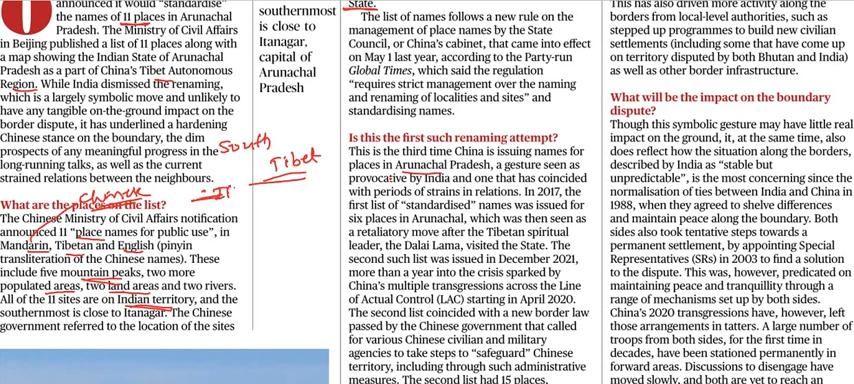 announced it would “standardise”
the names of 11 places in Arunachal
Pradesh. The Ministry of Civil Affairs
in Beijing published a list of 11 places along with
a map showing the Indian State of Arunachal
Pradesh as a part of China’s Tibet Autonomous
Region. While India dismissed the renaming,
which is a largely symbolic move and unlikely to
have any tangible on-the-ground impact on the
border dispute, it has underlined a hardening
Chinese stance on the boundary, the dim
prospects of any meaningful progress in the
long-running talks, as well as the current
strained relations between the neighbours.
South
Tibet
What are the places on the list?
The Chinese Ministry of Civil Affairs notification
announced 11 “place names for public use”, in
Mandarin, Tibetan and English (pinyin
transliteration of the Chinese names). These
include five mountain peaks, two more
populated areas, two land areas and two rivers.
All of the 11 sites are on Indian territory, and the
southernmost is close to Itanagar. The Chinese
government referred to the location of the sites
southernmost
is close to
Itanagar,
capital of
Arunachal
Pradesh
State.
The list of names follows a new rule on the
management of place names by the State
Council, or China’s cabinet, that came into effect
on May 1 last year, according to the Party-run
Global Times, which said the regulation
“requires strict management over the naming
and renaming of localities and sites” and
standardising names.
Is this the first such renaming attempt?
This is the third time China is issuing names for
places in Arunachal Pradesh, a gesture seen as
provocative by India and one that has coincided
with periods of strains in relations. In 2017, the
first list of “standardised” names was issued for
six places in Arunachal, which was then seen as
a retaliatory move after the Tibetan spiritual
leader, the Dalai Lama, visited the State. The
second such list was issued in December 2021,
more than a year into the crisis sparked by
China’s multiple transgressions across the Line
of Actual Control (LAC) starting in April 2020.
The second list coincided with a new border law
passed by the Chinese government that called
for various Chinese civilian and military
agencies to take steps to “safeguard” Chinese
territory, including through such administrative
measures. The second list had 15 places,
This has also driven more activity along the
borders from local-level authorities, such as
stepped up programmes to build new civilian
settlements (including some that have come up
on territory disputed by both Bhutan and India)
as well as other border infrastructure.
What will be the impact on the boundary
dispute?
Though this symbolic gesture may have little real
impact on the ground, it, at the same time, also
does reflect how the situation along the borders,
described by India as “stable but
unpredictable”, is the most concerning since the
normalisation of ties between India and China in
1988, when they agreed to shelve differences
and maintain peace along the boundary. Both
sides also took tentative steps towards a
permanent settlement, by appointing Special
Representatives (SRs) in 2003 to find a solution
to the dispute. This was, however, predicated on
maintaining peace and tranquillity through a
range of mechanisms set up by both sides.
China’s 2020 transgressions have, however, left
those arrangements in tatters. A large number of
troops from both sides, for the first time in
decades, have been stationed permanently in
forward areas. Discussions to disengage have
moved slowly, and both are yet to reach an